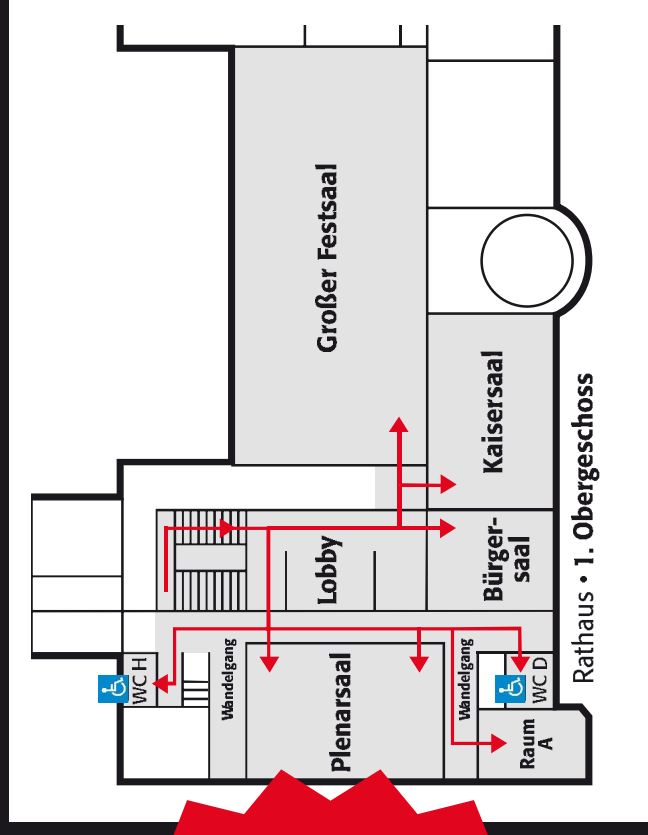 Großer Festsaal
Kaisersaal
Lobby
Bürger-
saal
WC H
Wandelgang
Plenarsaal
Wandelgang
WC D
Raum
A
Rathaus • 1. Obergeschoss